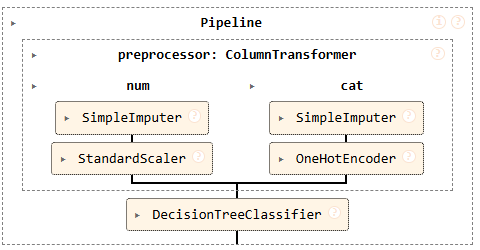 Pipeline i ?
preprocessor: ColumnTransformer ?
num cat
SimpleImputer ? SimpleImputer ?
StandardScaler ? OneHotEncoder ?
DecisionTreeClassifier ?